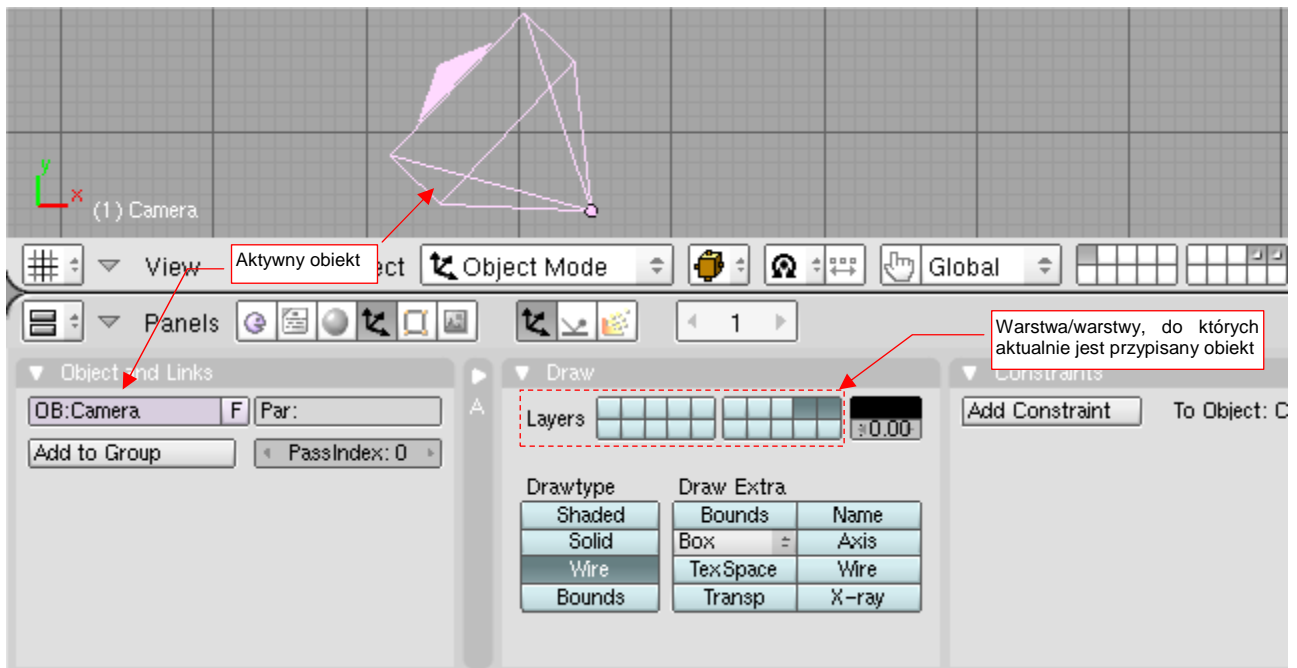 y
x
(1) Camera
View
Aktywny obiekt
ect
Object Mode
Global
Panels
1
Warstwa/warstwy, do których
aktualnie jest przypisany obiekt
Object and Links
OB:Camera
F
Par:
Add to Group
PassIndex: 0
A
Draw
Layers
0.00
Drawtype
Shaded
Solid
Wire
Bounds
Draw Extra
Bounds
Name
Box
Axis
TexSpace
Wire
Transp
X-ray
Constraints
Add Constraint
To Object: C